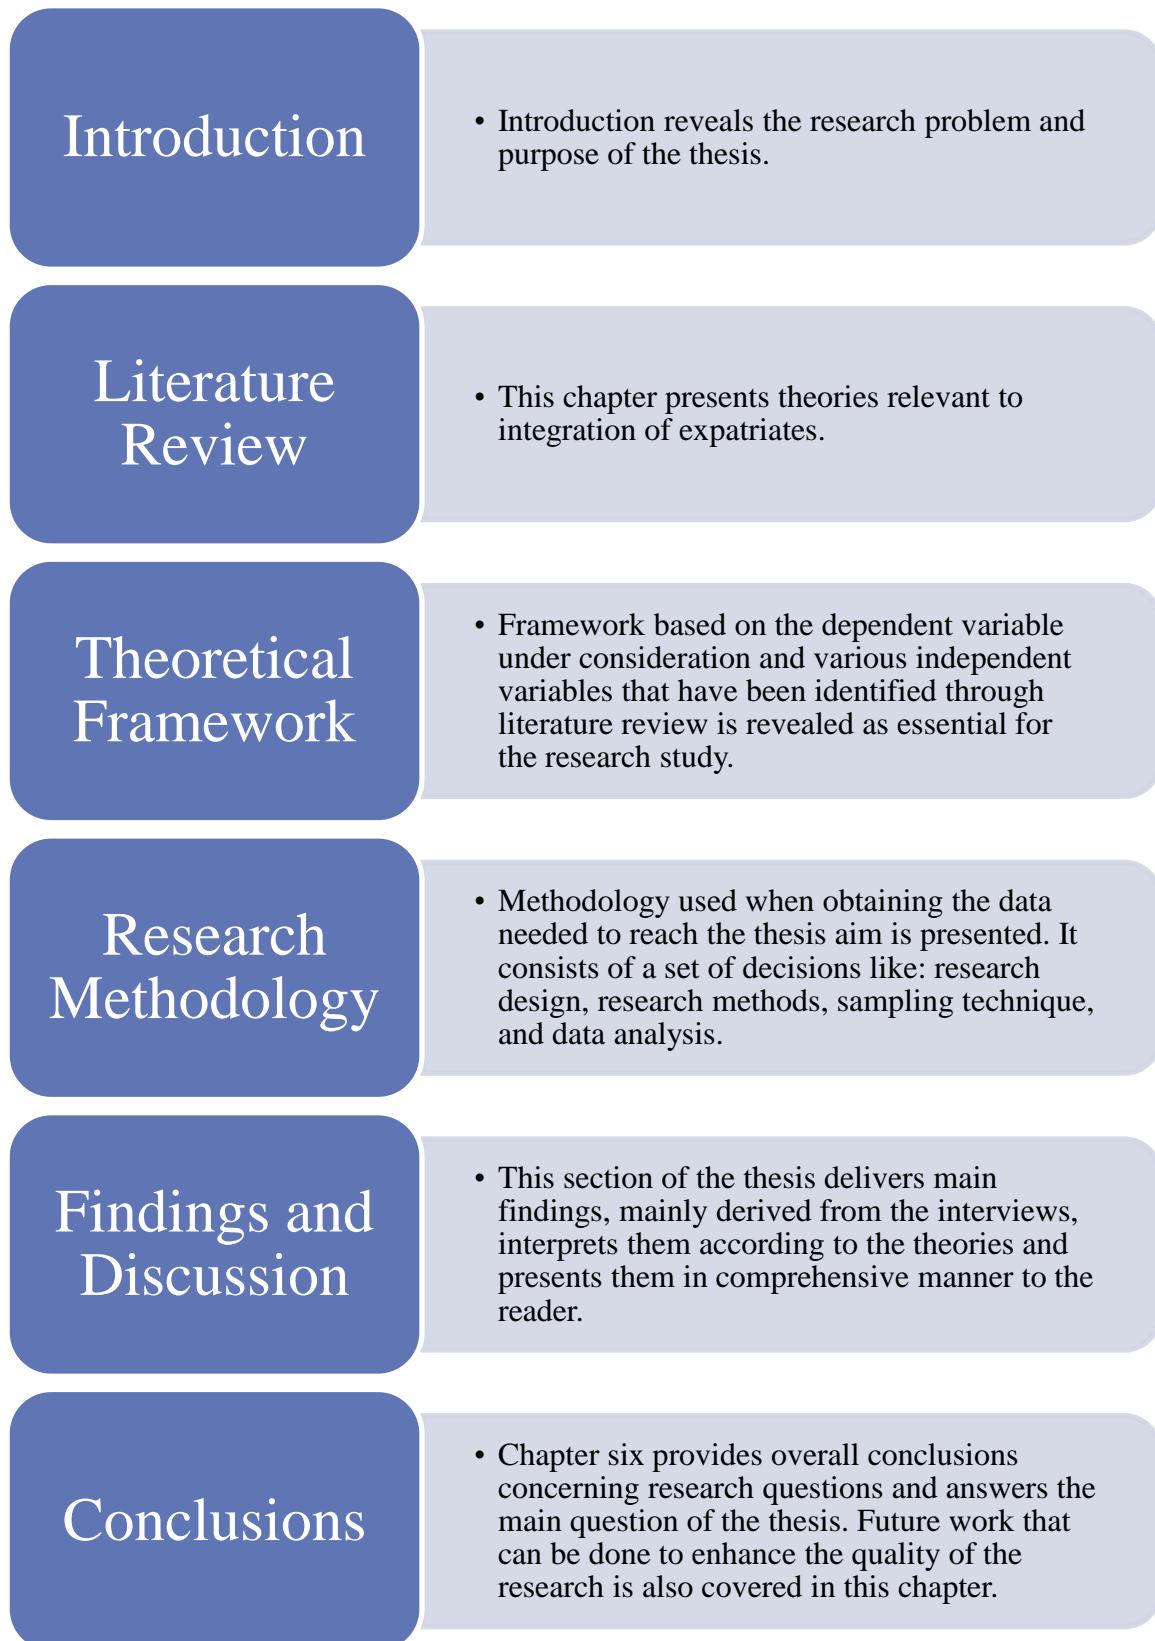 Introduction
• Introduction reveals the research problem and
purpose of the thesis.
Literature
Review
• This chapter presents theories relevant to
integration of expatriates.
Theoretical
Framework
• Framework based on the dependent variable
under consideration and various independent
variables that have been identified through
literature review is revealed as essential for
the research study.
Research
Methodology
• Methodology used when obtaining the data
needed to reach the thesis aim is presented. It
consists of a set of decisions like: research
design, research methods, sampling technique,
and data analysis.
Findings and
Discussion
• This section of the thesis delivers main
findings, mainly derived from the interviews,
interprets them according to the theories and
presents them in comprehensive manner to the
reader.
Conclusions
• Chapter six provides overall conclusions
concerning research questions and answers the
main question of the thesis. Future work that
can be done to enhance the quality of the
research is also covered in this chapter.